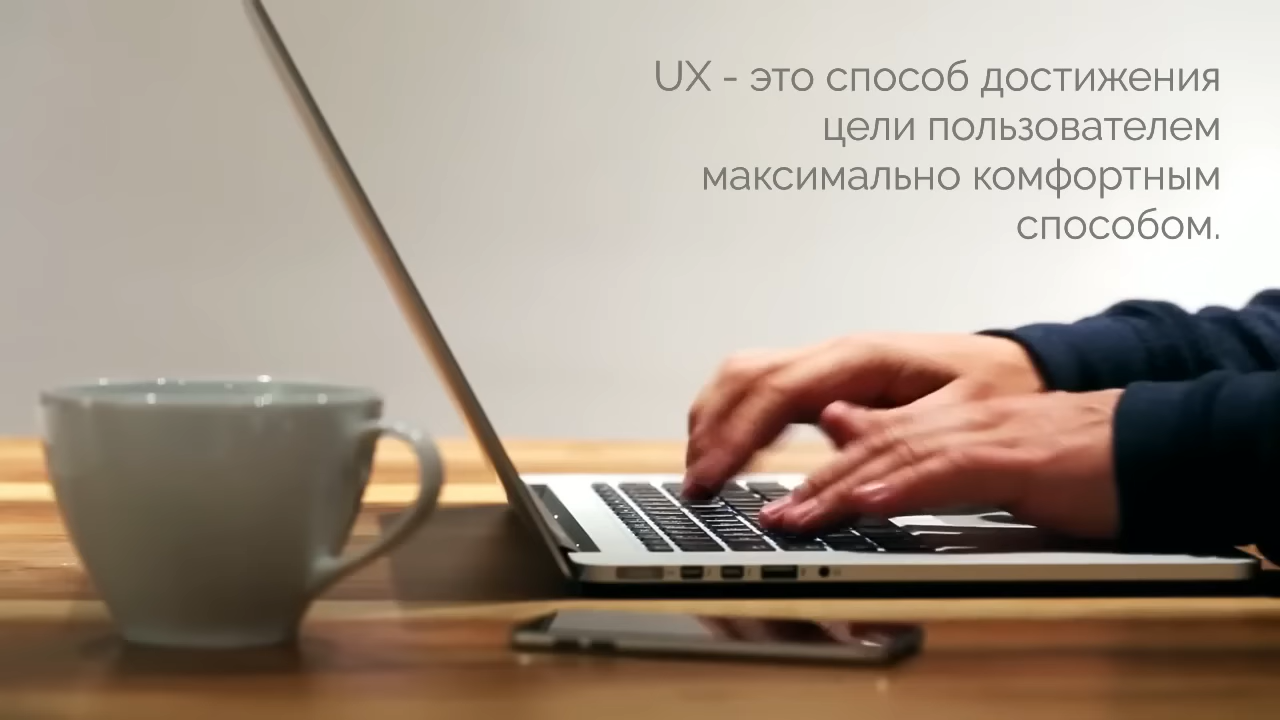 UX - это способ достижения
цели пользователем
максимально комфортным
способом.